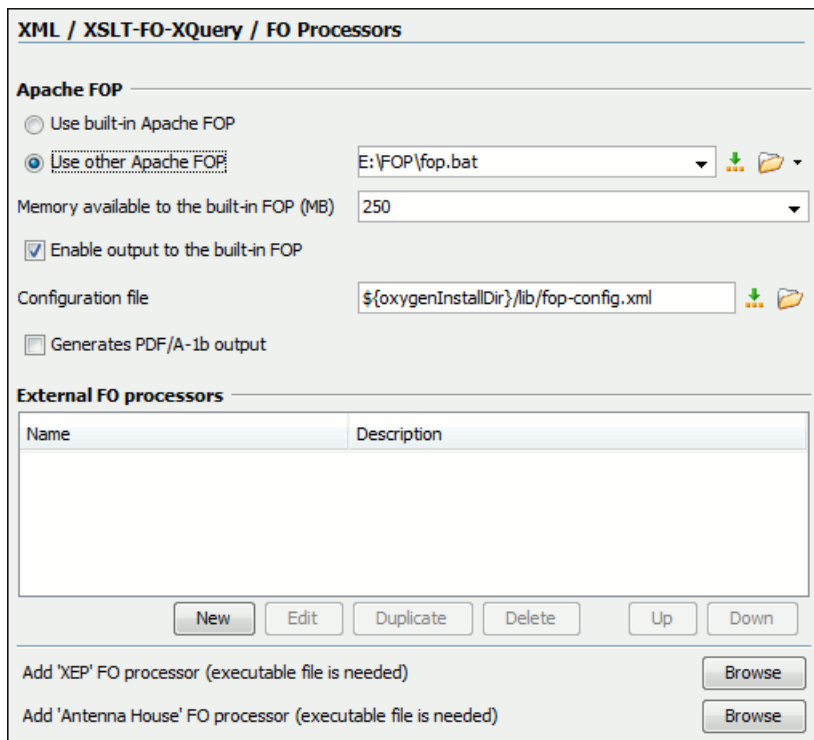 XML / XSLT-FO-XQuery / FO Processors
Apache FOP
Use built-in Apache FOP
Use other Apache FOP E:\FOP\fop.bat
Memory available to the built-in FOP (MB) 250
Enable output to the built-in FOP
Configuration file ${oxygenInstallDir}/lib/fop-config.xml
Generates PDF/A-1b output
External FO processors
Name Description
New Edit Duplicate Delete Up Down
Add 'XEP' FO processor (executable file is needed) Browse
Add 'Antenna House' FO processor (executable file is needed) Browse